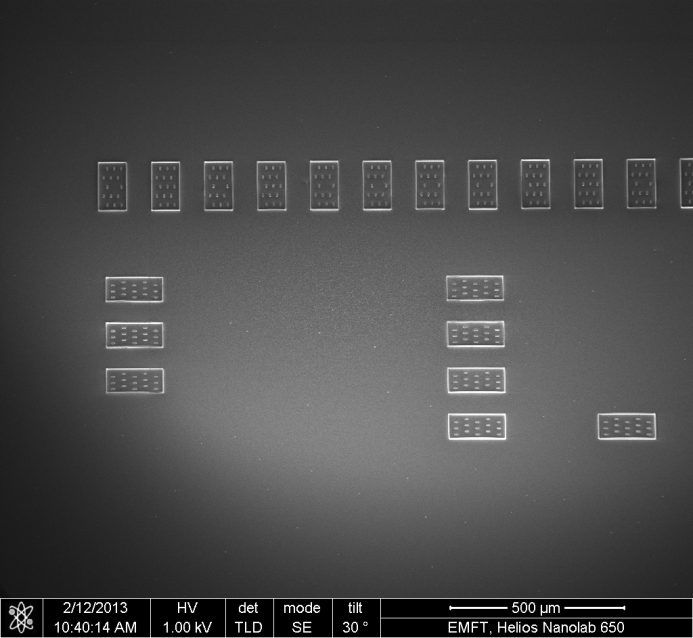 2/12/2013 HV det mode tilt 500 µm
10:40:14 AM 1.00 kV TLD SE 30 ° EMFT, Helios Nanolab 650